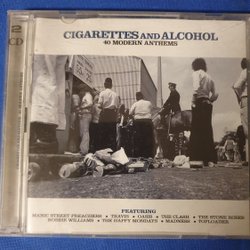 2
CD
CIGARETTES AND ALCOHOL
40 MODERN ANTHEMS
FEATURING
MANIC STREET PREACHERS • TRAVIS • OASIS • THE CLASH • THE STONE ROSES
ROBBIE WILLIAMS • THE HAPPY MONDAYS • MADNESS • TOPLOADER